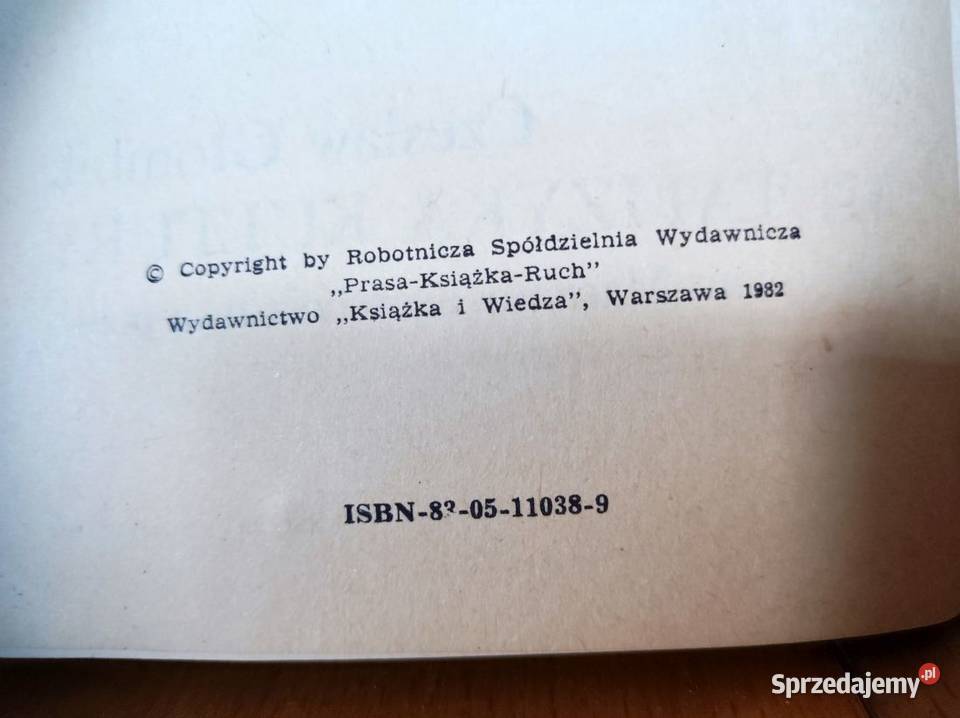 © Copyright by Robotnicza Spółdzielnia Wydawnicza
„Prasa-Książka-Ruch”
Wydawnictwo „Książka i Wiedza”, Warszawa 1982
ISBN-83-05-11038-9
Sprzedajemy.pl